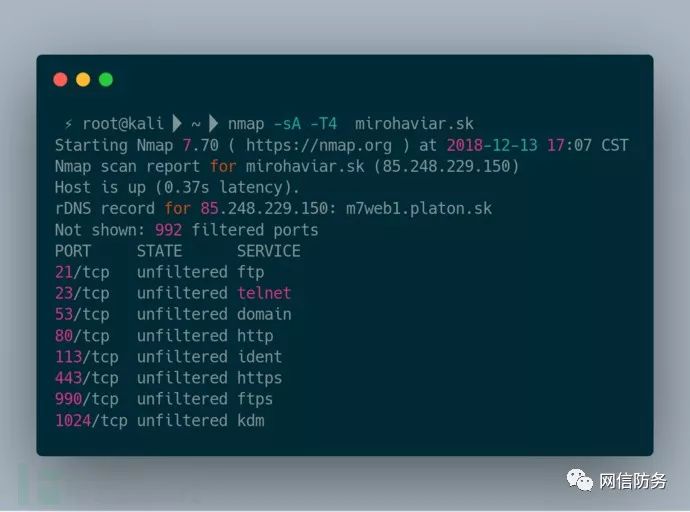 ⚡ root@kali ~ nmap -sA -T4 mirohaviar.sk
Starting Nmap 7.70 ( https://nmap.org ) at 2018-12-13 17:07 CST
Nmap scan report for mirohaviar.sk (85.248.229.150)
Host is up (0.37s latency).
rDNS record for 85.248.229.150: m7web1.platon.sk
Not shown: 992 filtered ports
PORT STATE SERVICE
21/tcp unfiltered ftp
23/tcp unfiltered telnet
53/tcp unfiltered domain
80/tcp unfiltered http
113/tcp unfiltered ident
443/tcp unfiltered https
990/tcp unfiltered ftps
1024/tcp unfiltered kdm
网信防务